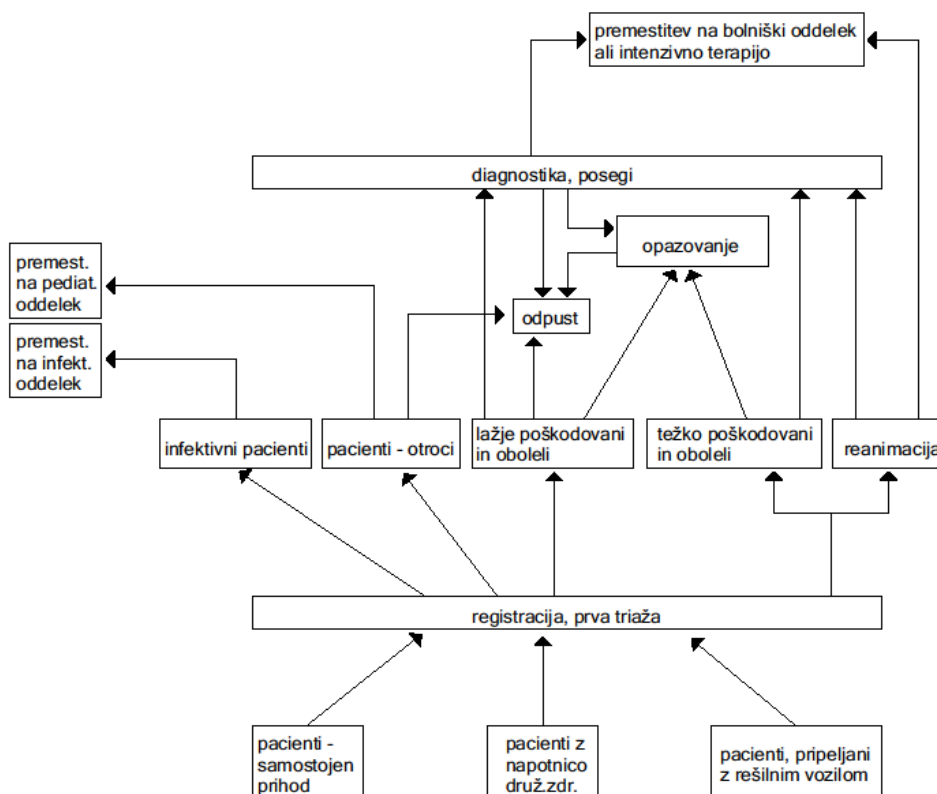 premestitev na bolniški oddelek
ali intenzivno terapijo
diagnostika, posegi
opazovanje
premest.
na pediat.
oddelek
odpust
premest.
na infekt.
oddelek
infektivni pacienti
pacienti - otroci
lažje poškodovani
in oboleli
težko poškodovani
in oboleli
reanimacija
registracija, prva triaža
pacienti -
samostojen
prihod
pacienti z
napotnico
druž.zdr.
pacienti, pripeljani
z rešilnim vozilom